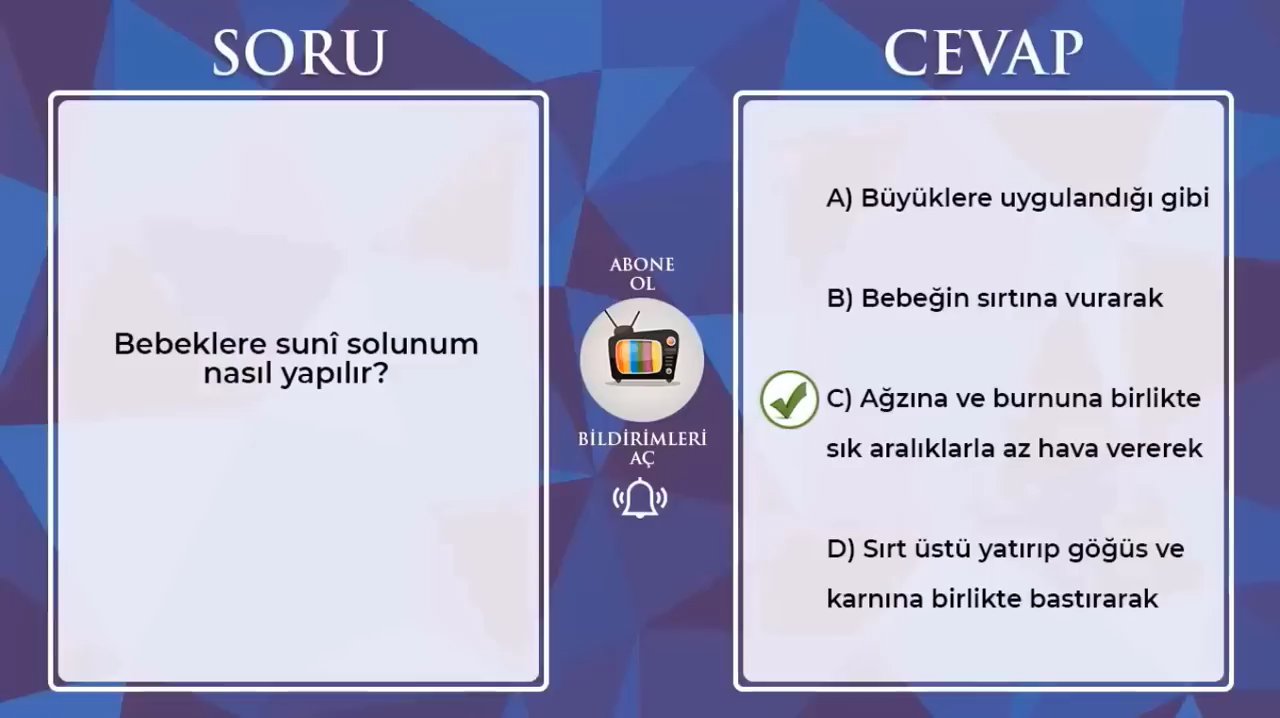 SORU
Bebeklere sunî solunum
nasıl yapılır?
ABONE
OL
BİLDİRİMLERİ
AÇ
CEVAP
A) Büyüklere uygulandığı gibi
B) Bebeğin sırtına vurarak
C) Ağzına ve burnuna birlikte
sık aralıklarla az hava vererek
D) Sırt üstü yatırıp göğüs ve
karnına birlikte bastırarak